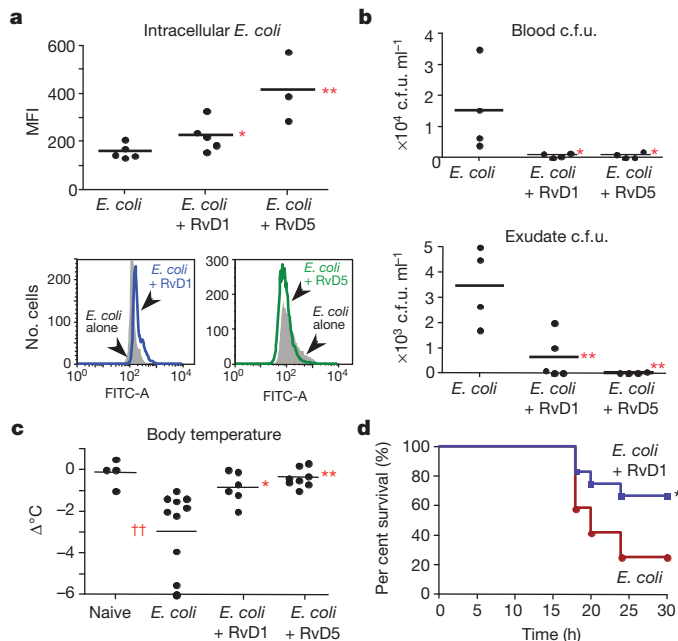 a
Intracellular E. coli
MFI
600
400
200
0
*
**
E. coli
E. coli
+ RvD1
E. coli
+ RvD5
No. cells
200
100
0
E. coli
+ RvD1
E. coli
alone
10⁰
10²
10⁴
FITC-A
300
200
100
0
E. coli
+ RvD5
E. coli
alone
10⁰
10²
10⁴
FITC-A
b
Blood c.f.u.
×10⁴ c.f.u. ml⁻¹
4
3
2
1
0
*
*
E. coli
E. coli
+ RvD1
E. coli
+ RvD5
Exudate c.f.u.
×10³ c.f.u. ml⁻¹
5
4
3
2
1
0
**
**
E. coli
E. coli
+ RvD1
E. coli
+ RvD5
c
Body temperature
Δ°C
0
−2
−4
−6
††
*
**
Naive
E. coli
E. coli
+ RvD1
E. coli
+ RvD5
d
Per cent survival (%)
100
80
60
40
20
0
E. coli
+ RvD1
*
E. coli
0
10
20
30
Time (h)